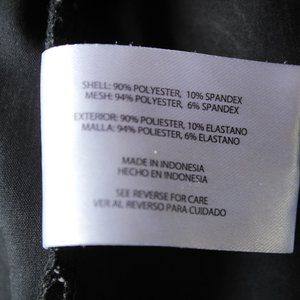 SHELL: 90% POLYESTER, 10% SPANDEX
MESH: 94% POLYESTER, 6% SPANDEX
EXTERIOR: 90% POLIESTER, 10% ELASTANO
MALLA: 94% POLIESTER, 6% ELASTANO
MADE IN INDONESIA
HECHO EN INDONESIA
SEE REVERSE FOR CARE
VER AL REVERSO PARA CUIDADO